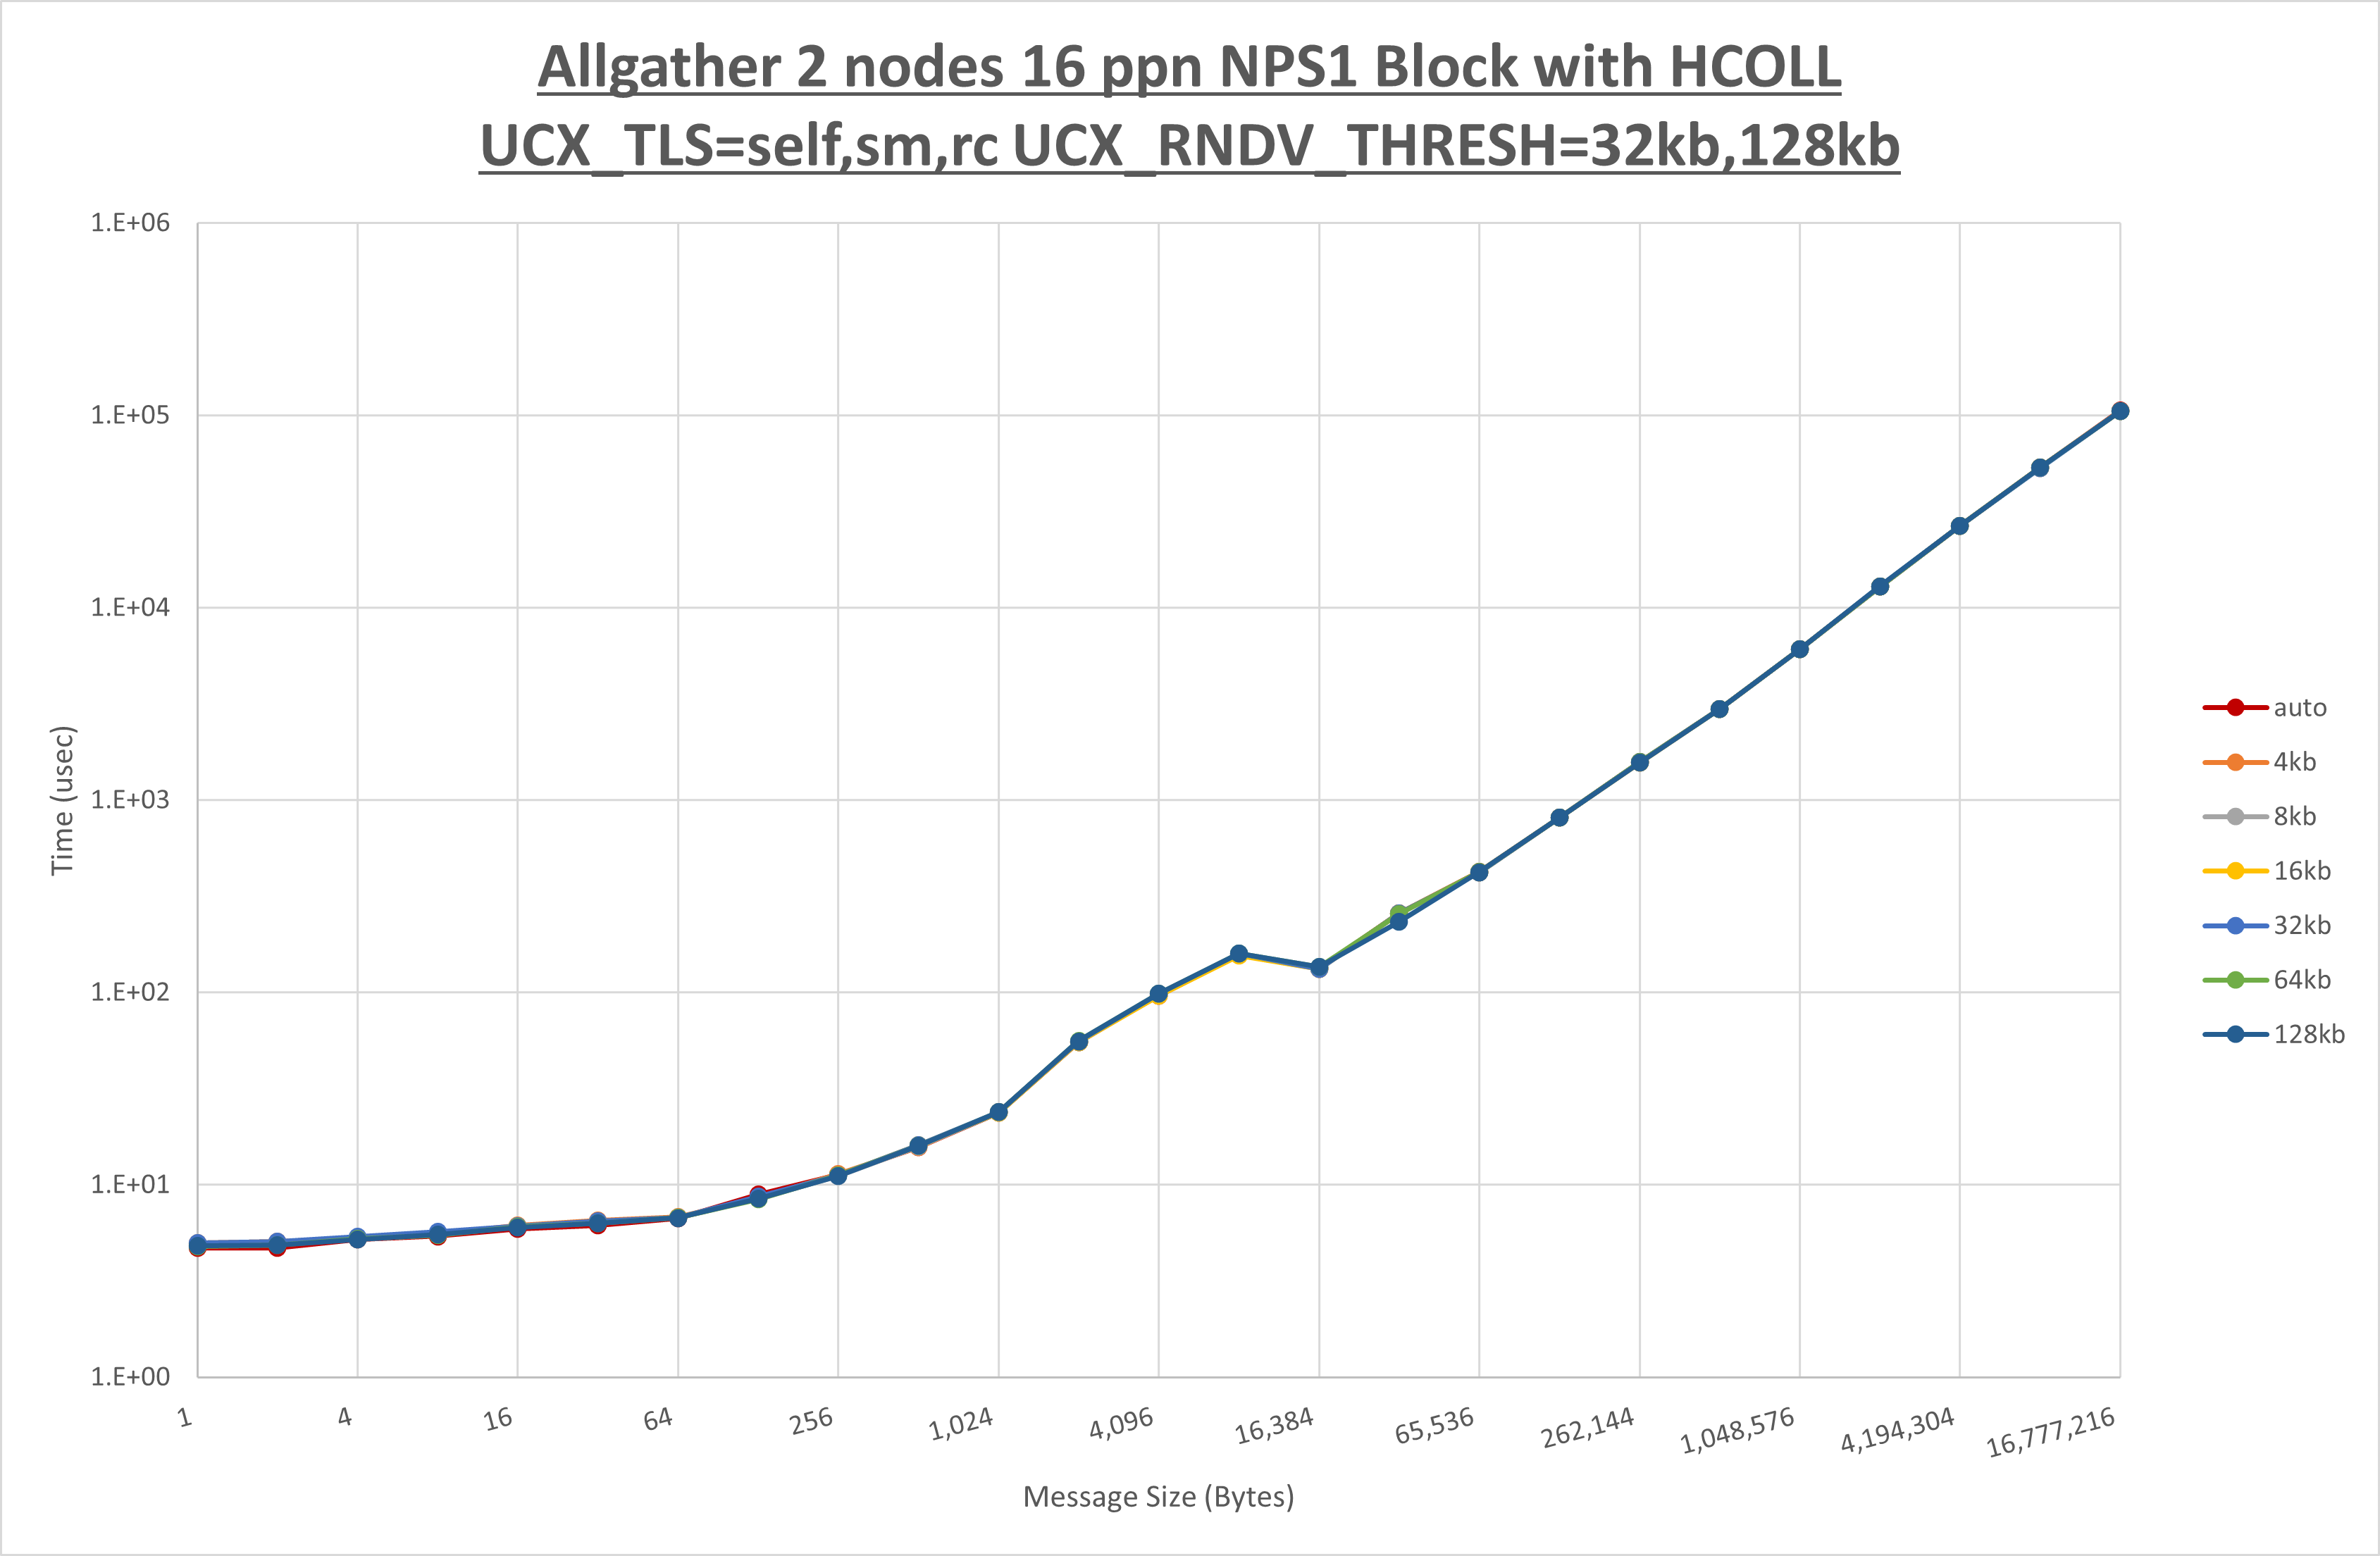 Allgather 2 nodes 16 ppn NPS1 Block with HCOLL
UCX_TLS=self,sm,rc UCX_RNDV_THRESH=32kb,128kb
1.E+06
1.E+05
1.E+04
1.E+03
1.E+02
1.E+01
1.E+00
Time (usec)
1
4
16
64
256
1,024
4,096
16,384
65,536
262,144
1,048,576
4,194,304
16,777,216
Message Size (Bytes)
auto
4kb
8kb
16kb
32kb
64kb
128kb